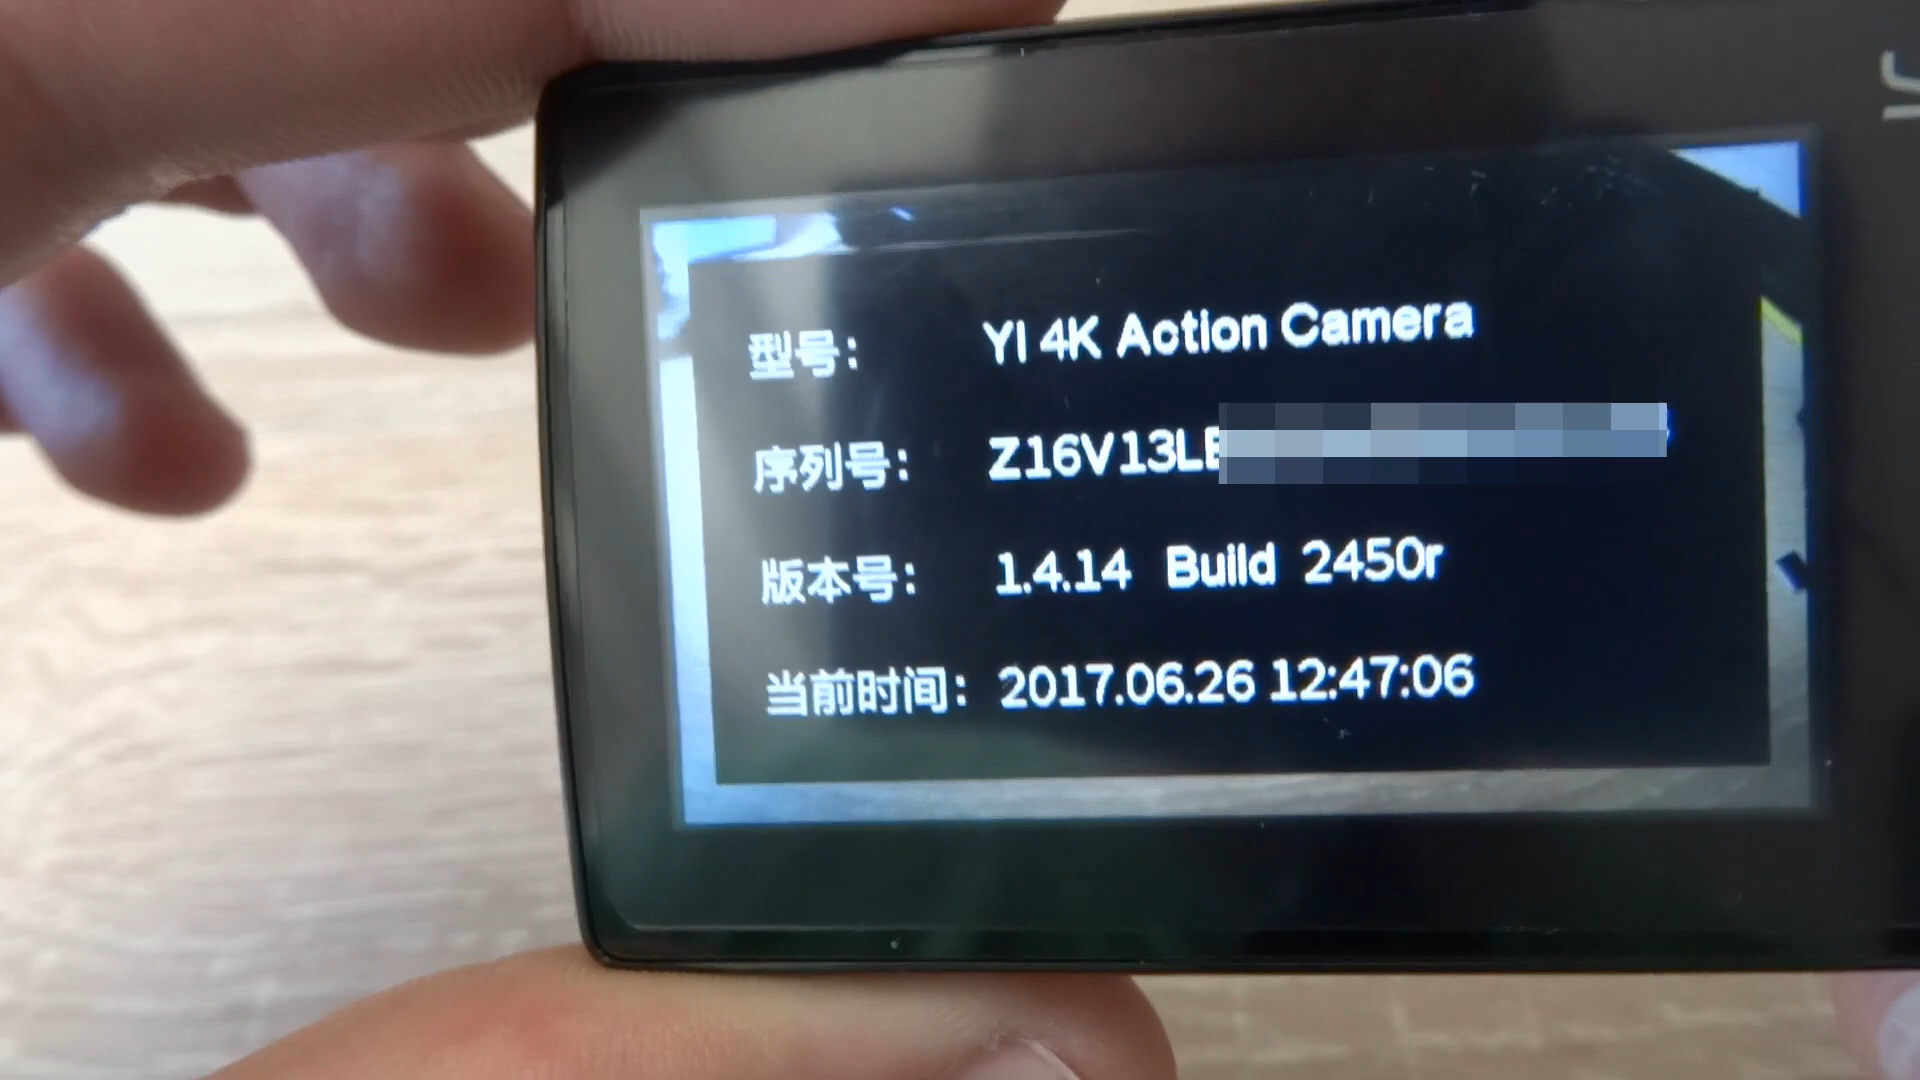 型号： YI 4K Action Camera
序列号： Z16V13LE
版本号： 1.4.14 Build 2450r
当前时间： 2017.06.26 12:47:06